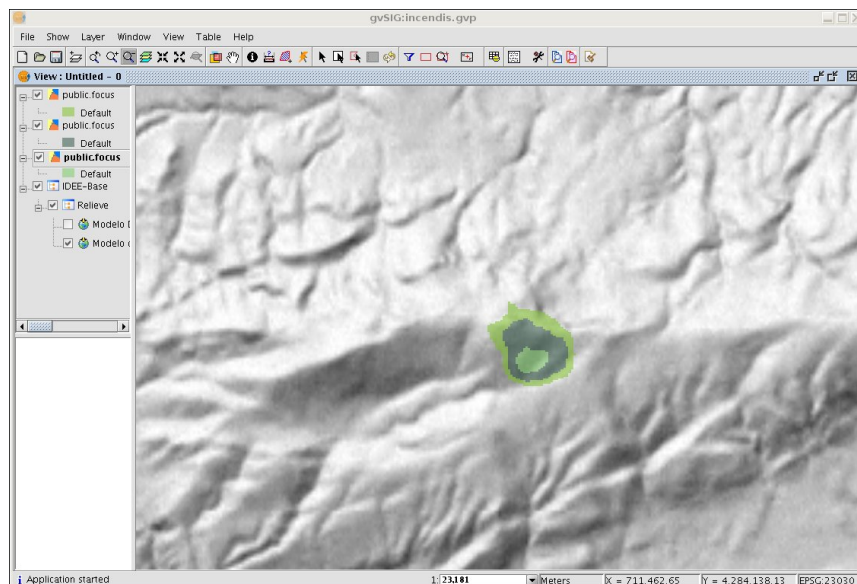 gvSIG:incendis.gvp
File Show Layer Window View Table Help
View : Untitled - 0
public.focus
Default
public.focus
Default
public.focus
Default
IDEE-Base
Relieve
Modelo
Modelo
Application started 1: 23,181 Meters X = 711,462.65 Y = 4,284,138.13 EPSG:23030